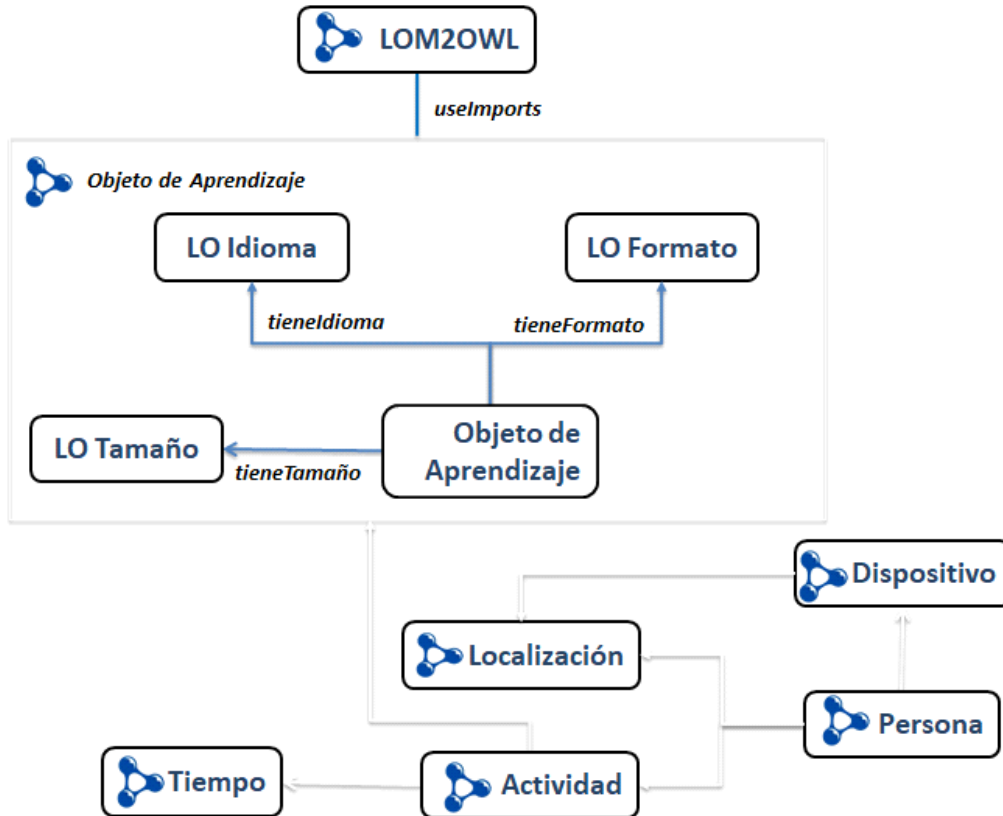 LOM2OWL
useImports
Objeto de Aprendizaje
LO Idioma
LO Formato
tieneIdioma
tieneFormato
Objeto de
Aprendizaje
LO Tamaño
tieneTamaño
Dispositivo
Localización
Persona
Tiempo
Actividad